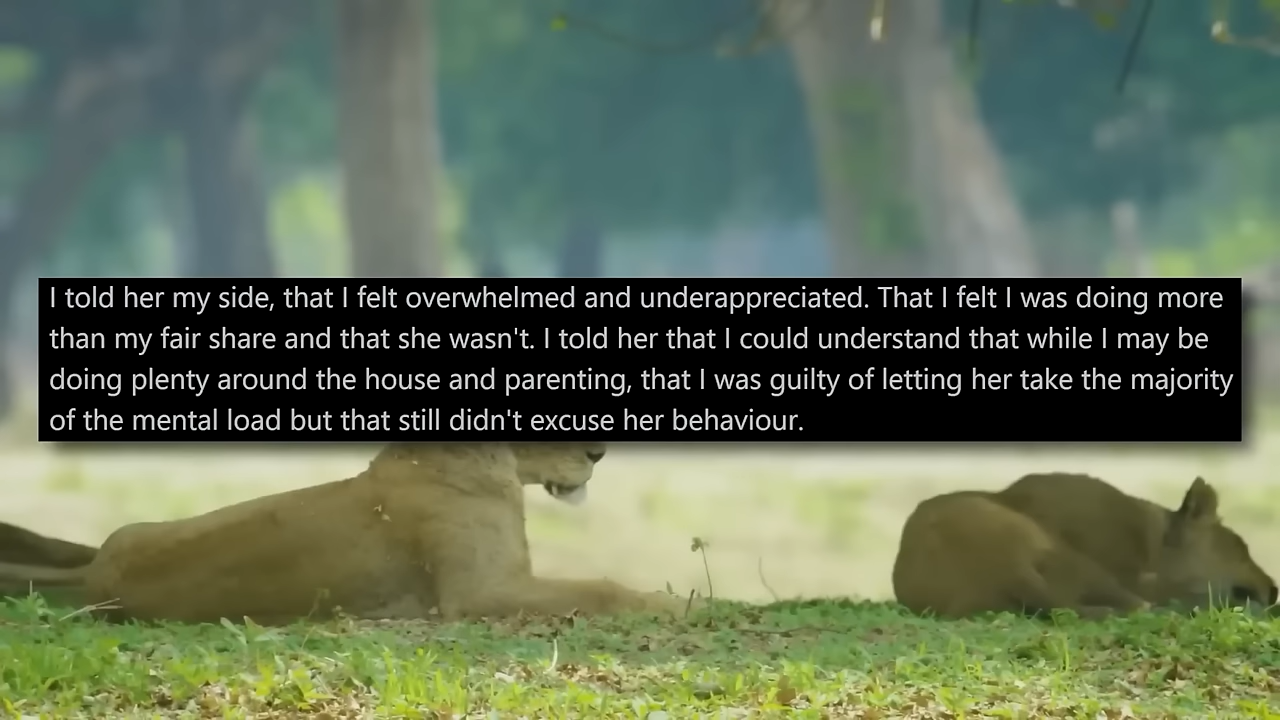 I told her my side, that I felt overwhelmed and underappreciated. That I felt I was doing more
than my fair share and that she wasn't. I told her that I could understand that while I may be
doing plenty around the house and parenting, that I was guilty of letting her take the majority
of the mental load but that still didn't excuse her behaviour.